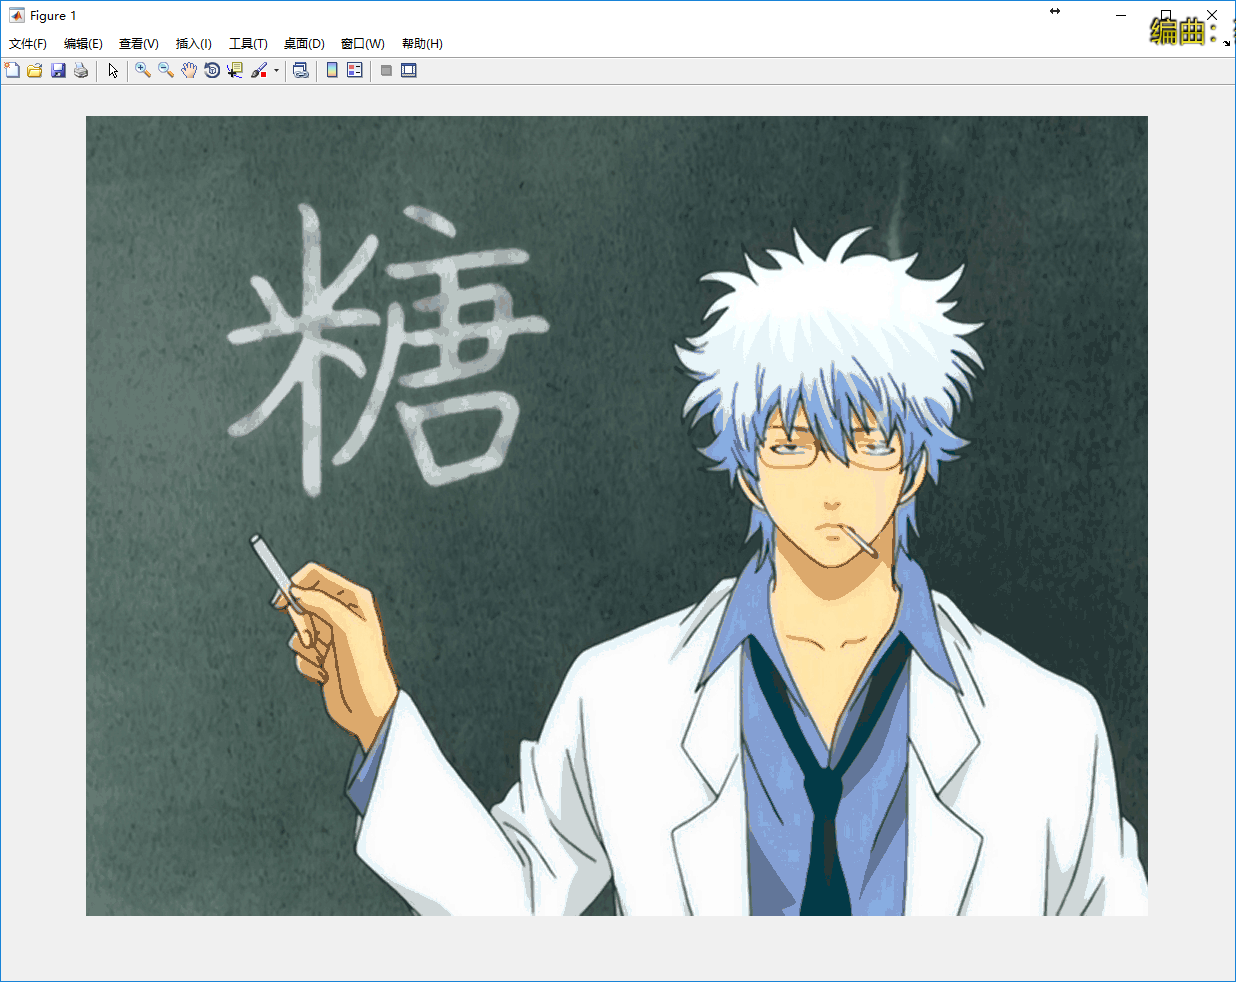 Figure 1
编曲：
文件(F) 编辑(E) 查看(V) 插入(I) 工具(T) 桌面(D) 窗口(W) 帮助(H)
糖